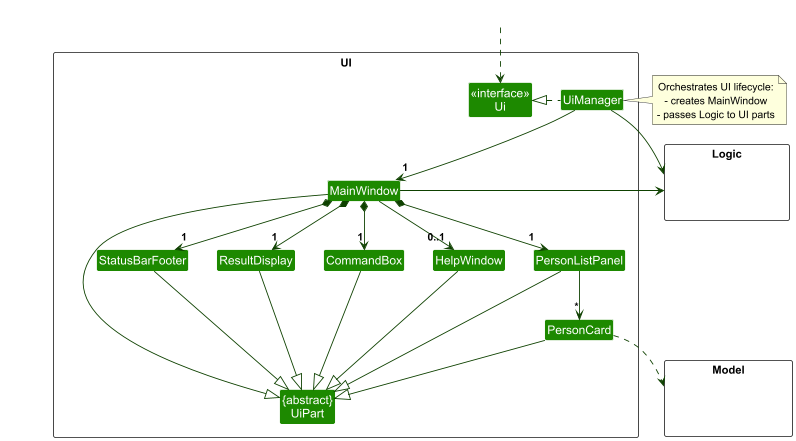 UI
«interface»
Ui
UiManager
Orchestrates UI lifecycle:
- creates MainWindow
- passes Logic to UI parts
Logic
1
MainWindow
1
1
1
0..1
1
StatusBarFooter
ResultDisplay
CommandBox
HelpWindow
PersonListPanel
*
PersonCard
Model
{abstract}
UiPart